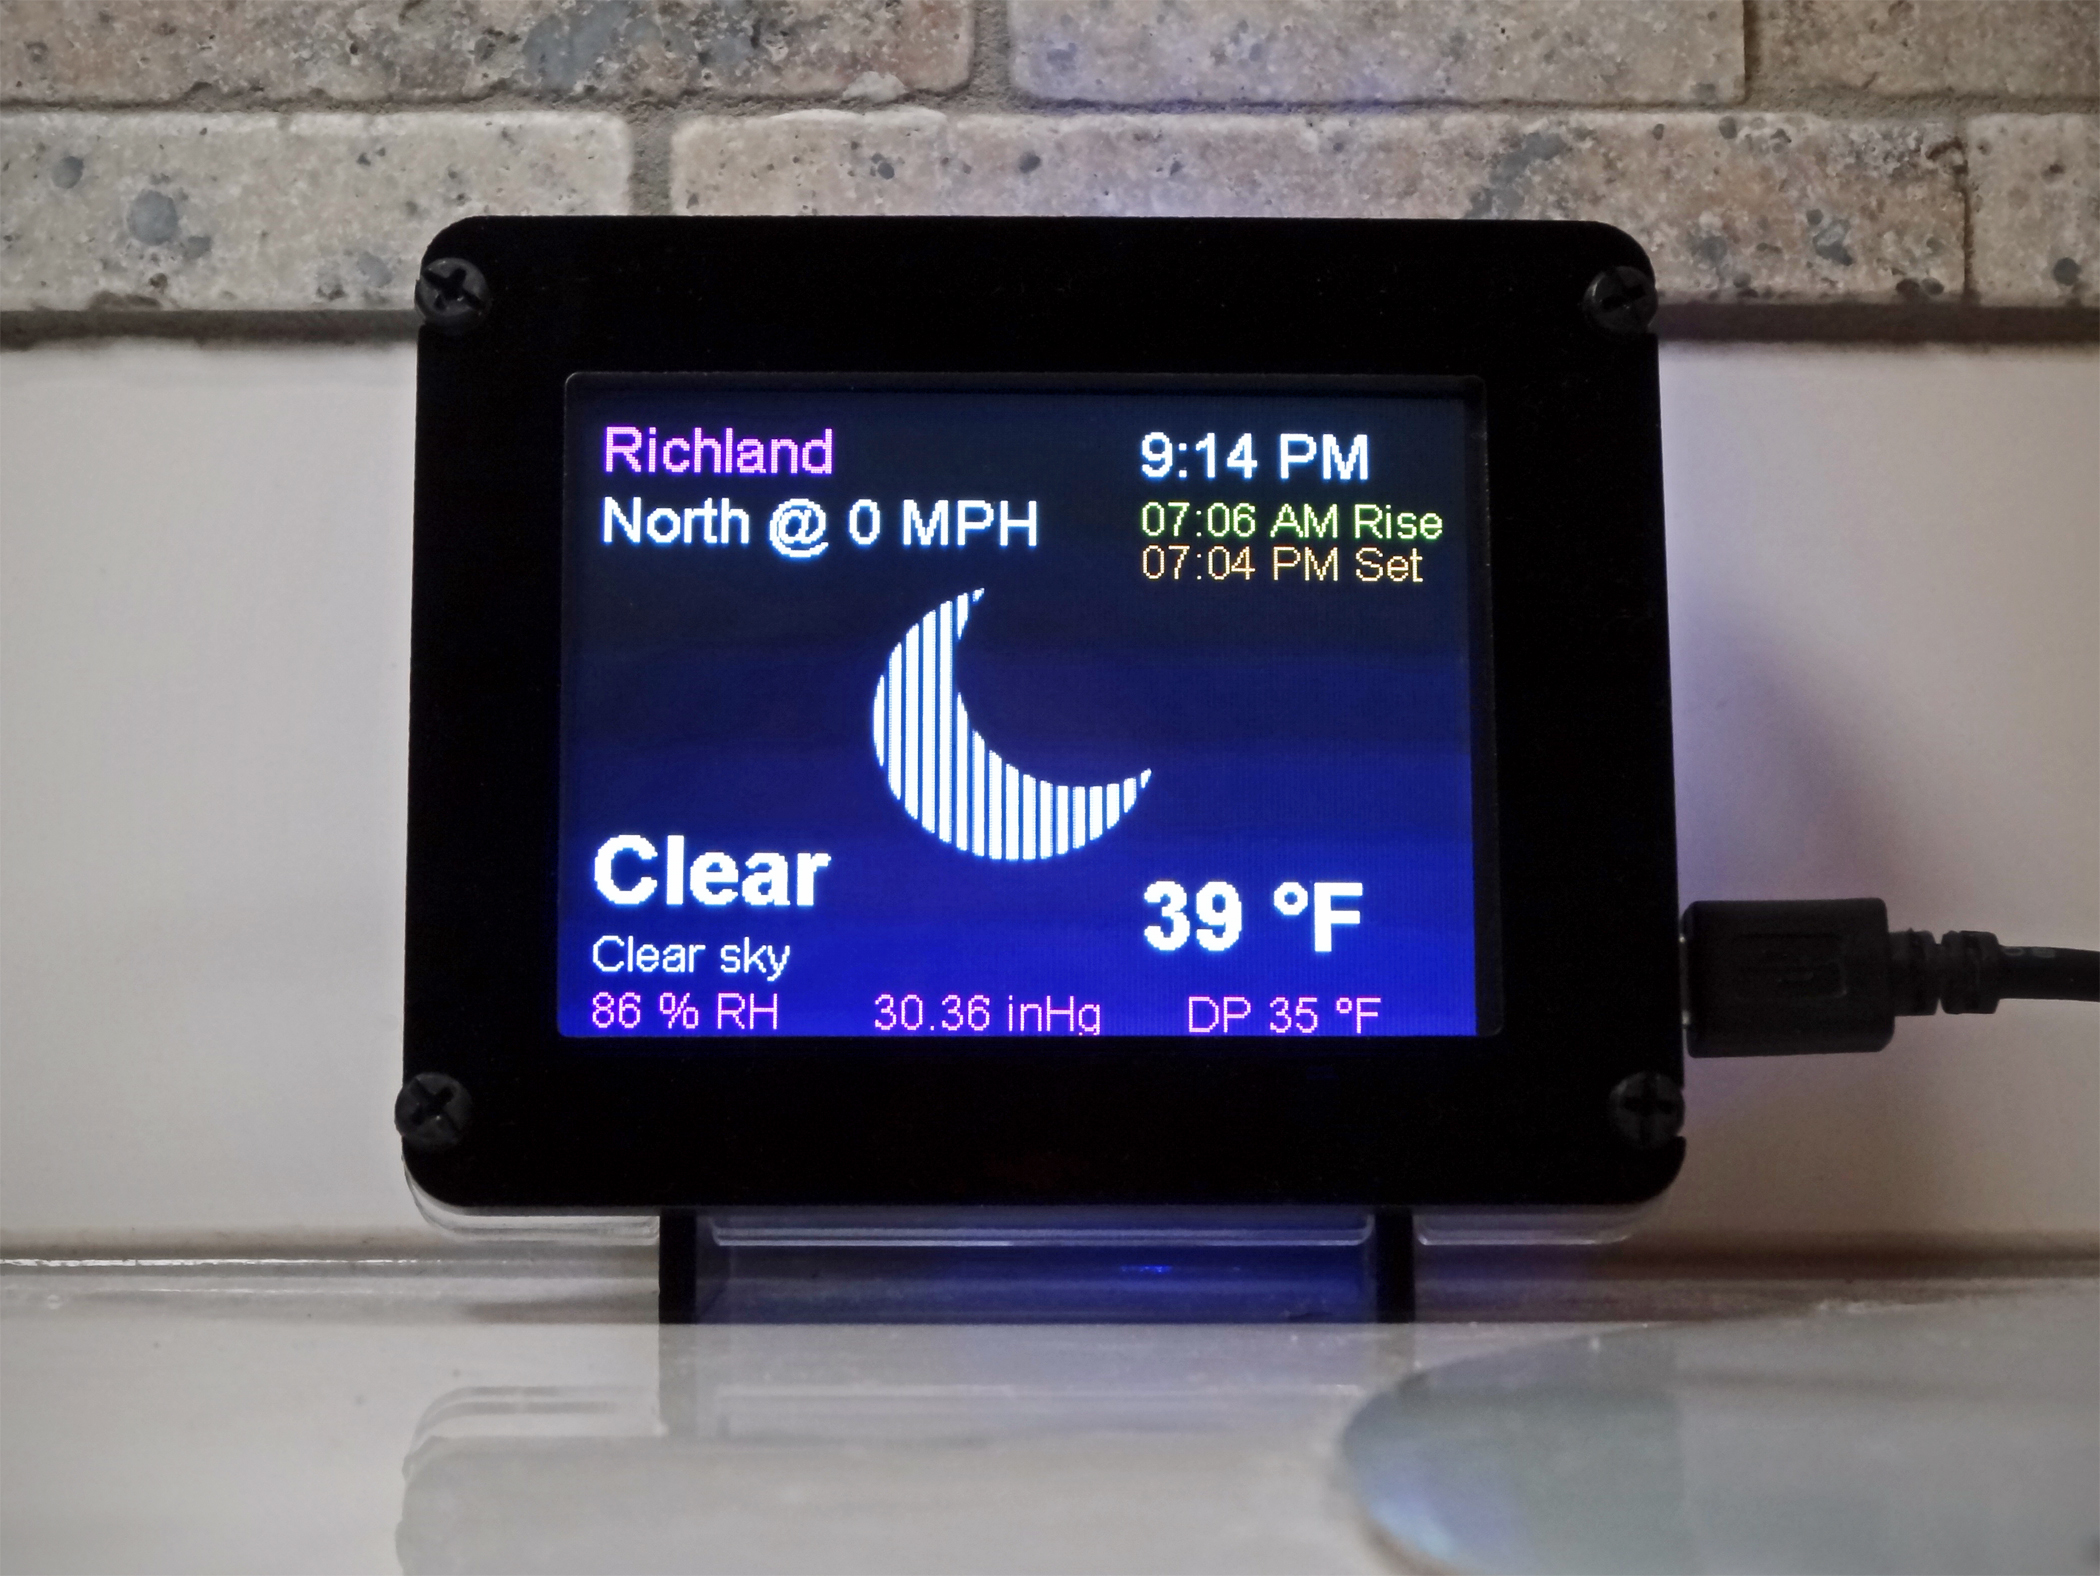 Richland
9:14 PM
North @ 0 MPH
07:06 AM Rise
07:04 PM Set
Clear
39 °F
Clear sky
86 % RH
30.36 inHg
DP 35 °F